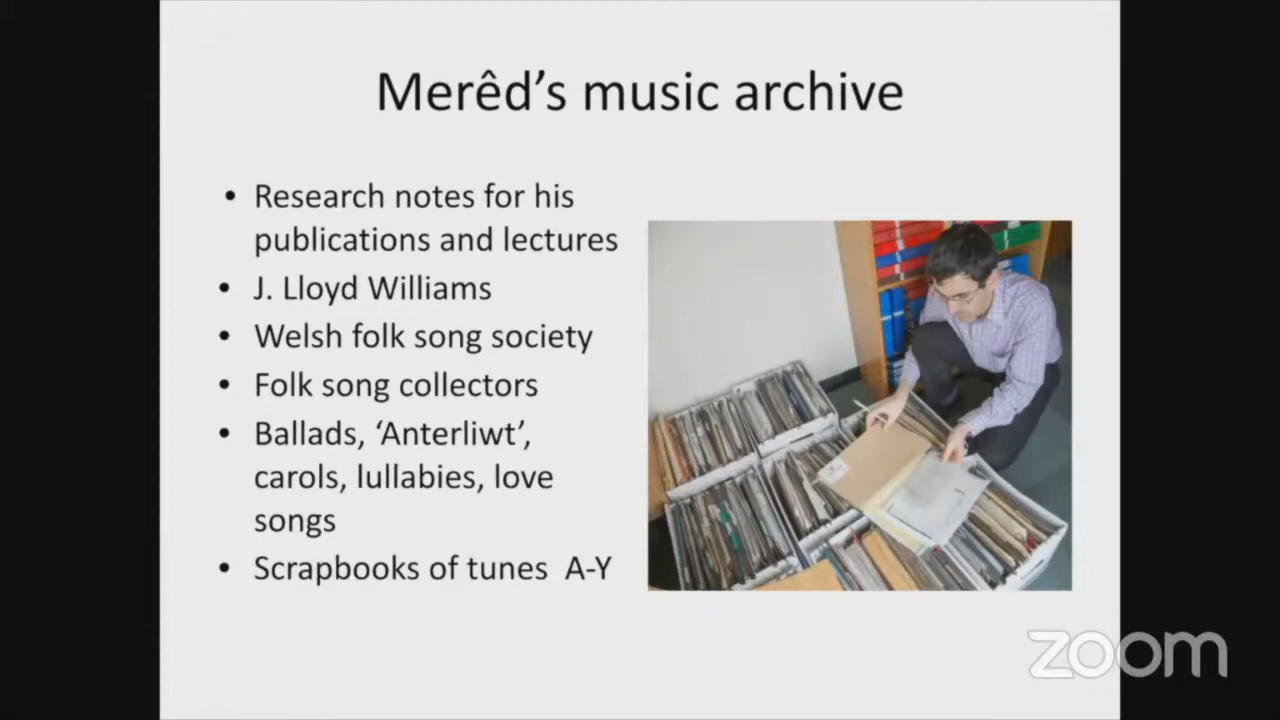 Merêd’s music archive
• Research notes for his
publications and lectures
• J. Lloyd Williams
• Welsh folk song society
• Folk song collectors
• Ballads, ‘Anterliwt’,
carols, lullabies, love
songs
• Scrapbooks of tunes  A-Y
zoom